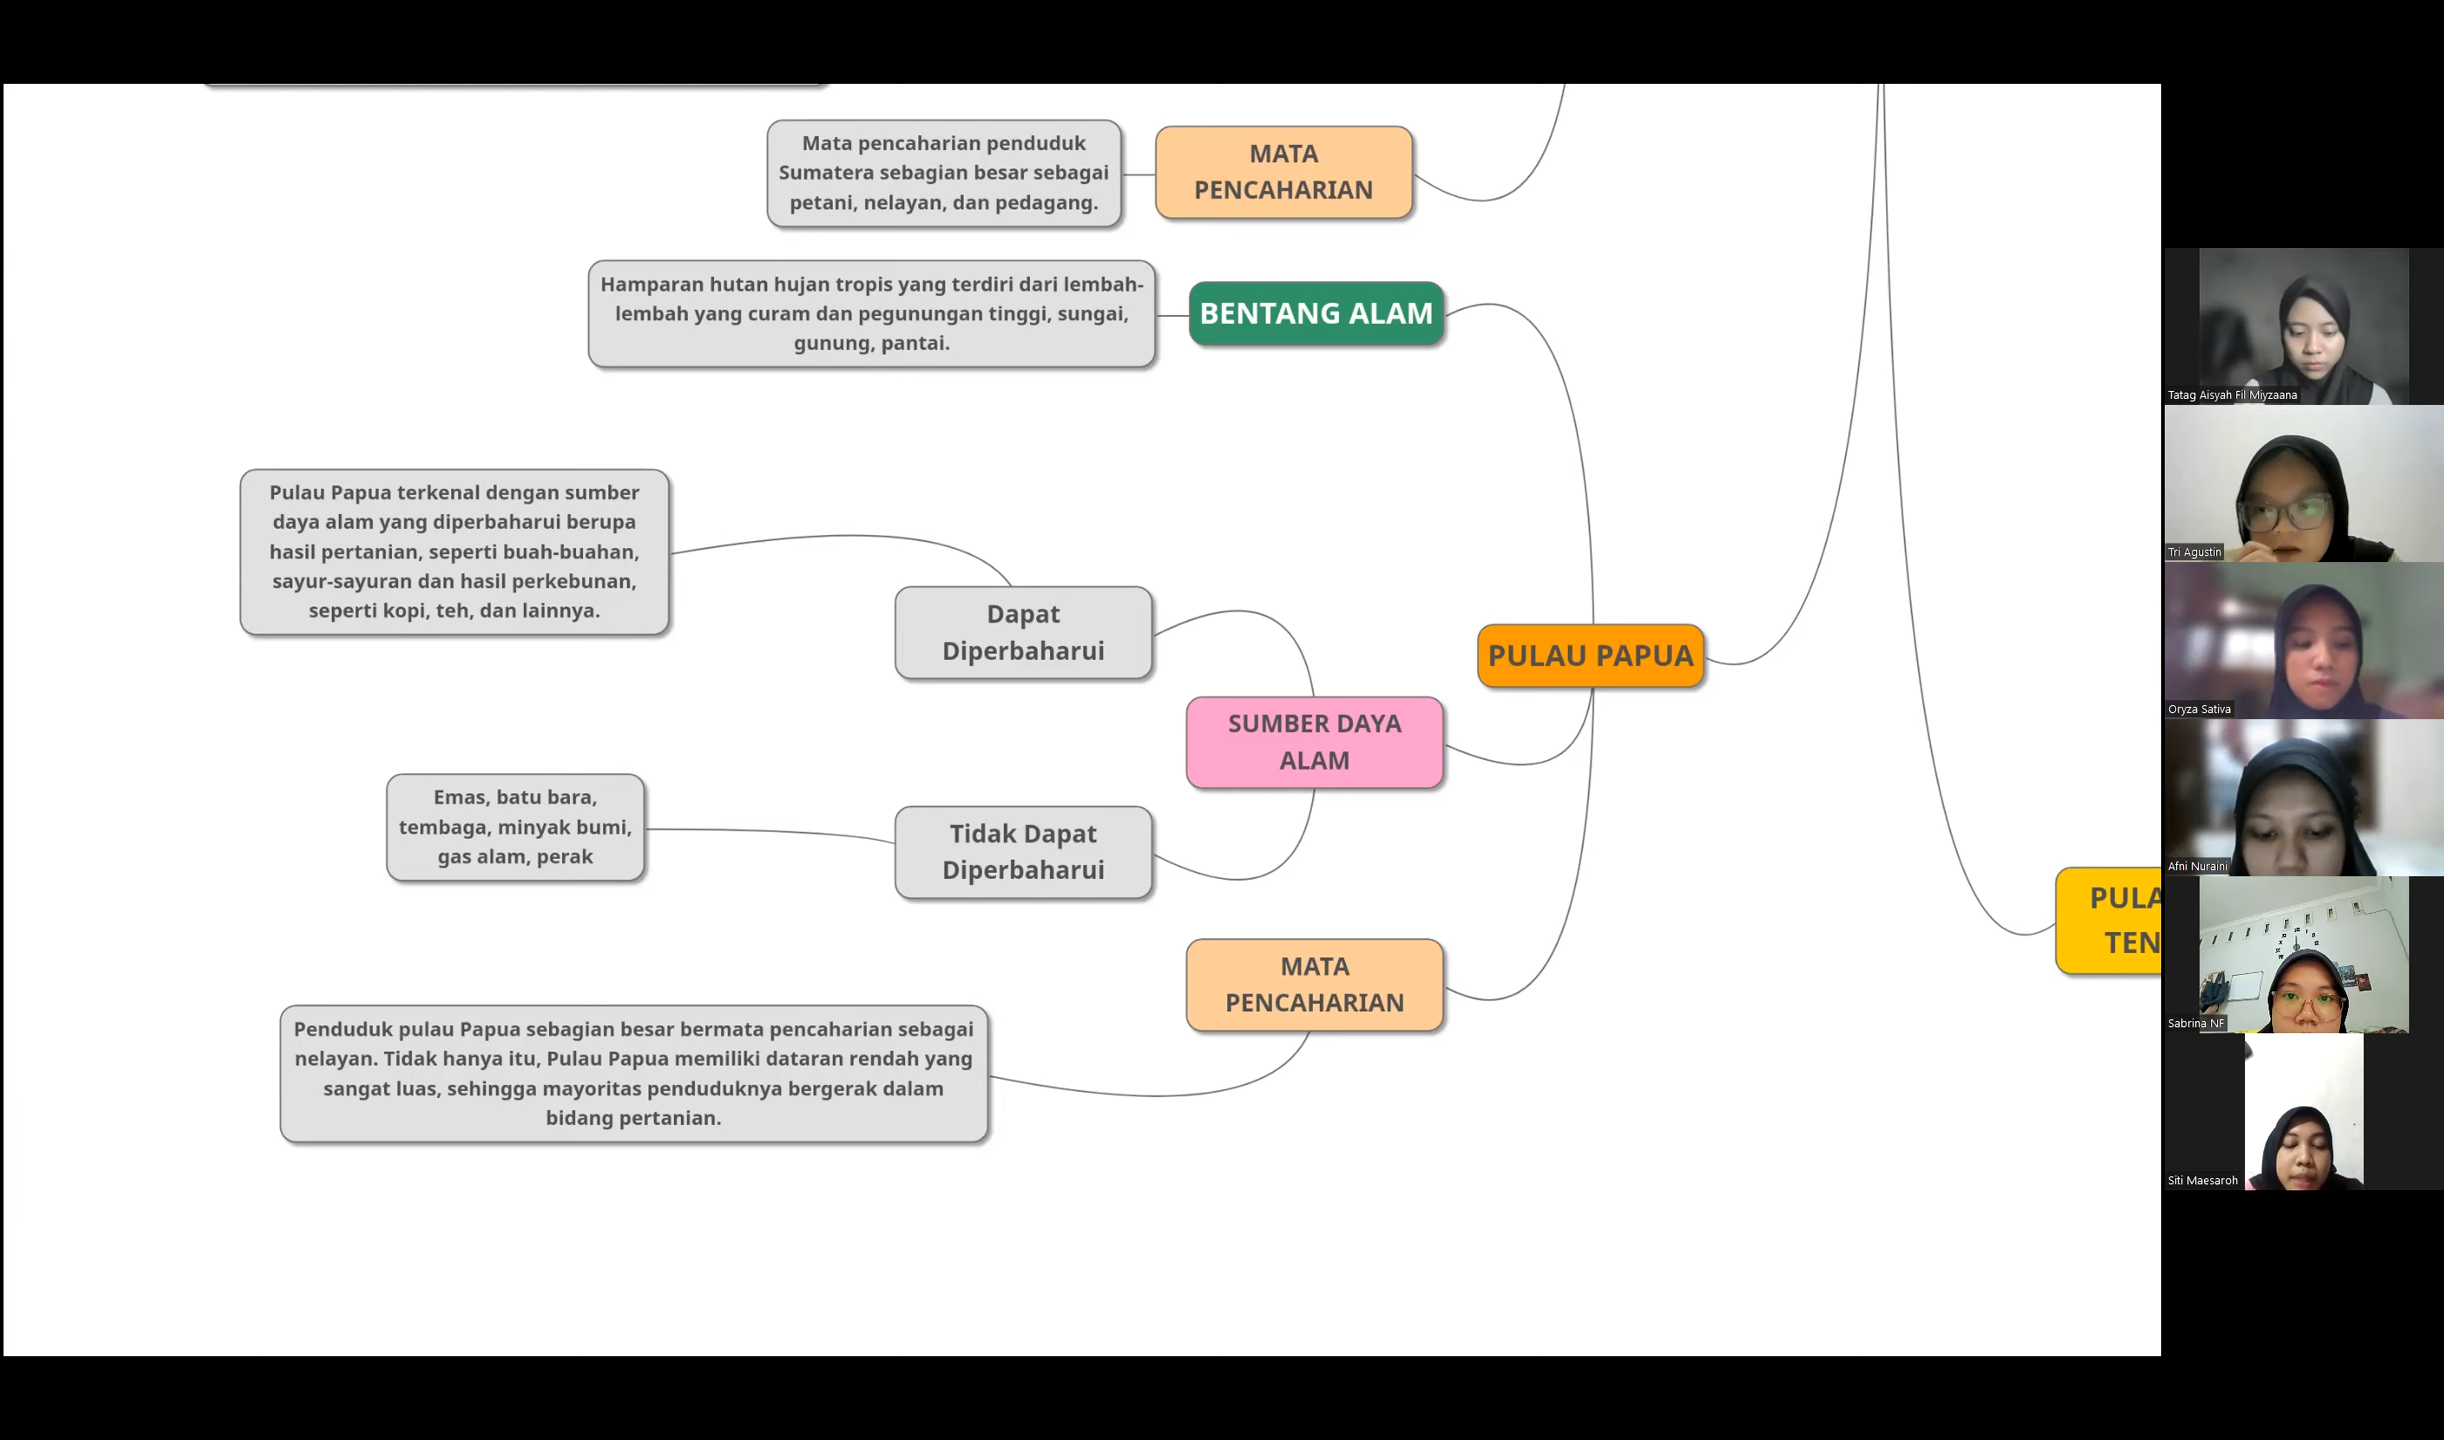 Mata pencaharian penduduk
Sumatera sebagian besar sebagai
petani, nelayan, dan pedagang.
MATA
PENCAHARIAN
Hamparan hutan hujan tropis yang terdiri dari lembah-
lembah yang curam dan pegunungan tinggi, sungai,
gunung, pantai.
BENTANG ALAM
Pulau Papua terkenal dengan sumber
daya alam yang diperbaharui berupa
hasil pertanian, seperti buah-buahan,
sayur-sayuran dan hasil perkebunan,
seperti kopi, teh, dan lainnya.
Dapat
Diperbaharui
PULAU PAPUA
SUMBER DAYA
ALAM
Emas, batu bara,
tembaga, minyak bumi,
gas alam, perak
Tidak Dapat
Diperbaharui
MATA
PENCAHARIAN
Penduduk pulau Papua sebagian besar bermata pencaharian sebagai
nelayan. Tidak hanya itu, Pulau Papua memiliki dataran rendah yang
sangat luas, sehingga mayoritas penduduknya bergerak dalam
bidang pertanian.
PULA
TEN
Tatag Aisyah Fil Miyzaana
Tri Agustin
Oryza Sativa
Afni Nuraini
Sabrina NF
Siti Maesaroh